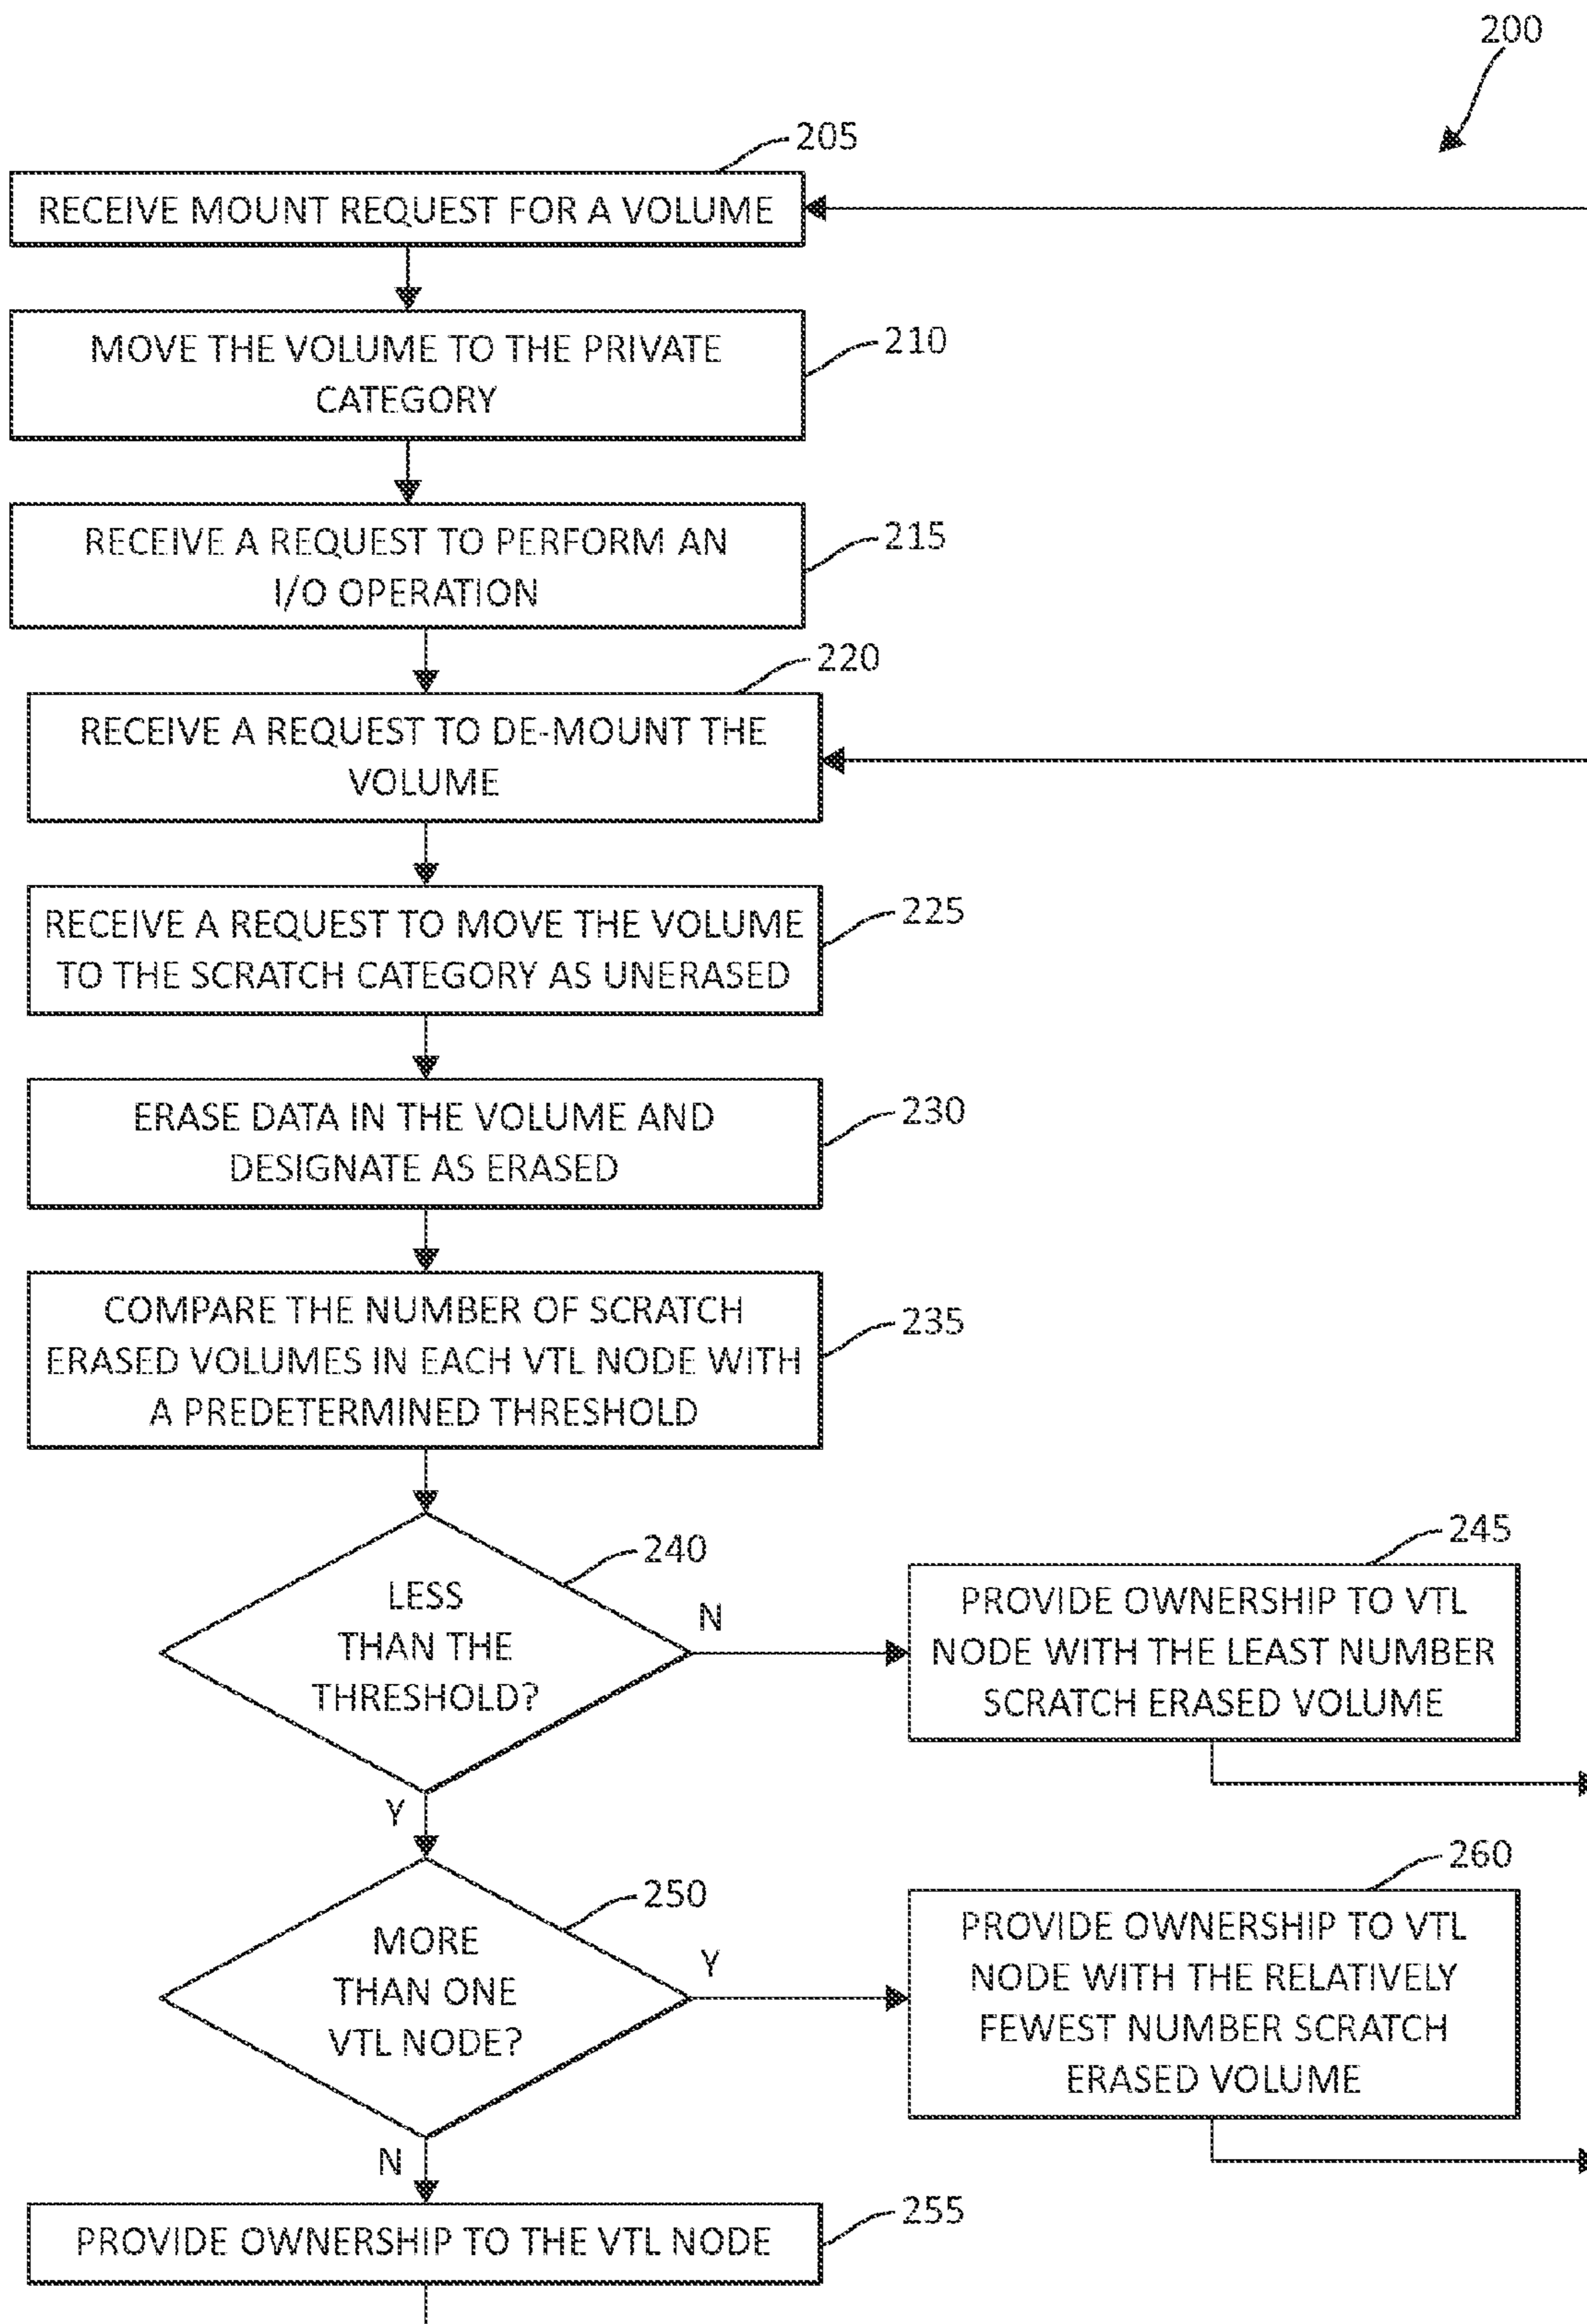 200
205
RECEIVE MOUNT REQUEST FOR A VOLUME
MOVE THE VOLUME TO THE PRIVATE
CATEGORY
210
RECEIVE A REQUEST TO PERFORM AN
I/O OPERATION
215
220
RECEIVE A REQUEST TO DE-MOUNT THE
VOLUME
RECEIVE A REQUEST TO MOVE THE VOLUME
TO THE SCRATCH CATEGORY AS UNERASED
225
ERASE DATA IN THE VOLUME AND
DESIGNATE AS ERASED
230
COMPARE THE NUMBER OF SCRATCH
ERASED VOLUMES IN EACH VTL NODE WITH
A PREDETERMINED THRESHOLD
235
240
LESS
THAN THE
THRESHOLD?
N
Y
245
PROVIDE OWNERSHIP TO VTL
NODE WITH THE LEAST NUMBER
SCRATCH ERASED VOLUME
250
MORE
THAN ONE
VTL NODE?
Y
N
260
PROVIDE OWNERSHIP TO VTL
NODE WITH THE RELATIVELY
FEWEST NUMBER SCRATCH
ERASED VOLUME
255
PROVIDE OWNERSHIP TO THE VTL NODE